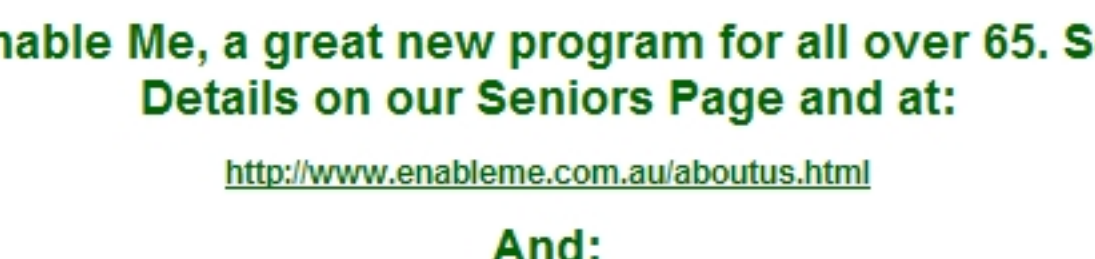 nable Me, a great new program for all over 65. S
Details on our Seniors Page and at:
http://www.enableme.com.au/aboutus.html
And: